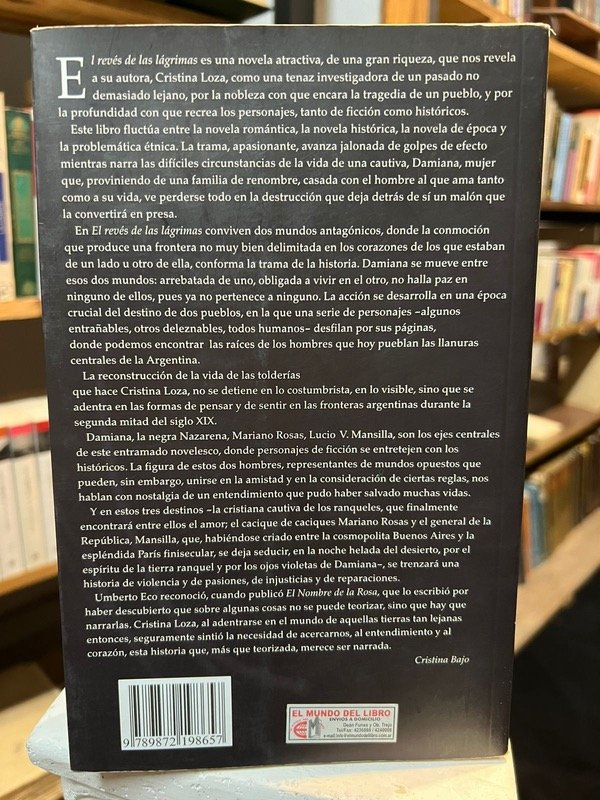 El revés de las lágrimas es una novela atractiva, de una gran riqueza, que nos revela
a su autora, Cristina Loza, como una tenaz investigadora de un pasado no
demasiado lejano, por la nobleza con que encara la tragedia de un pueblo, y por
la profundidad con que recrea los personajes, tanto de ficción como históricos.
Este libro fluctúa entre la novela romántica, la novela histórica, la novela de época y
la problemática étnica. La trama, apasionante, avanza jalonada de golpes de efecto
mientras narra las difíciles circunstancias de la vida de una cautiva, Damiana, mujer
que, proviniendo de una familia de renombre, casada con el hombre al que ama tanto
como a su vida, ve perderse todo en la destrucción que deja detrás de sí un malón que
la convertirá en presa.
En El revés de las lágrimas conviven dos mundos antagónicos, donde la conmoción
que produce una frontera no muy bien delimitada en los corazones de los que estaban
de un lado u otro de ella, conforma la trama de la historia. Damiana se mueve entre
esos dos mundos: arrebatada de uno, obligada a vivir en el otro, no halla paz en
ninguno de ellos, pues ya no pertenece a ninguno. La acción se desarrolla en una época
crucial del destino de dos pueblos, en la que una serie de personajes –algunos
entrañables, otros deleznables, todos humanos– desfilan por sus páginas,
donde podemos encontrar las raíces de los hombres que hoy pueblan las llanuras
centrales de la Argentina.
La reconstrucción de la vida de las tolderías
que hace Cristina Loza, no se detiene en lo costumbrista, en lo visible, sino que se
adentra en las formas de pensar y de sentir en las fronteras argentinas durante la
segunda mitad del siglo XIX.
Damiana, la negra Nazarena, Mariano Rosas, Lucio V. Mansilla, son los ejes centrales
de este entramado novelesco, donde personajes de ficción se entretejen con los
históricos. La figura de estos dos hombres, representantes de mundos opuestos que
pueden, sin embargo, unirse en la amistad y en la consideración de ciertas reglas, nos
hablan con nostalgia de un entendimiento que pudo haber salvado muchas vidas.
Y en estos tres destinos –la cristiana cautiva de los ranqueles, que finalmente
encontrará entre ellos el amor; el cacique de caciques Mariano Rosas y el general de la
República, Mansilla, que, habiéndose criado entre la cosmopolita Buenos Aires y la
espléndida París finisecular, se deja seducir, en la noche helada del desierto, por el
espíritu de la tierra ranquel y por los ojos violetas de Damiana–, se trenzará una
historia de violencia y de pasiones, de injusticias y de reparaciones.
Umberto Eco reconoció, cuando publicó El Nombre de la Rosa, que lo escribió por
haber descubierto que sobre algunas cosas no se puede teorizar, sino que hay que
narrarlas. Cristina Loza, al adentrarse en el mundo de aquellas tierras tan lejanas
entonces, seguramente sintió la necesidad de acercarnos, al entendimiento y al
corazón, esta historia que, más que teorizada, merece ser narrada.
Cristina Bajo
9 789872 198657
EL MUNDO DEL LIBRO
ENVIOS A DOMICILIO
Deán Funes y Ob. Trejo